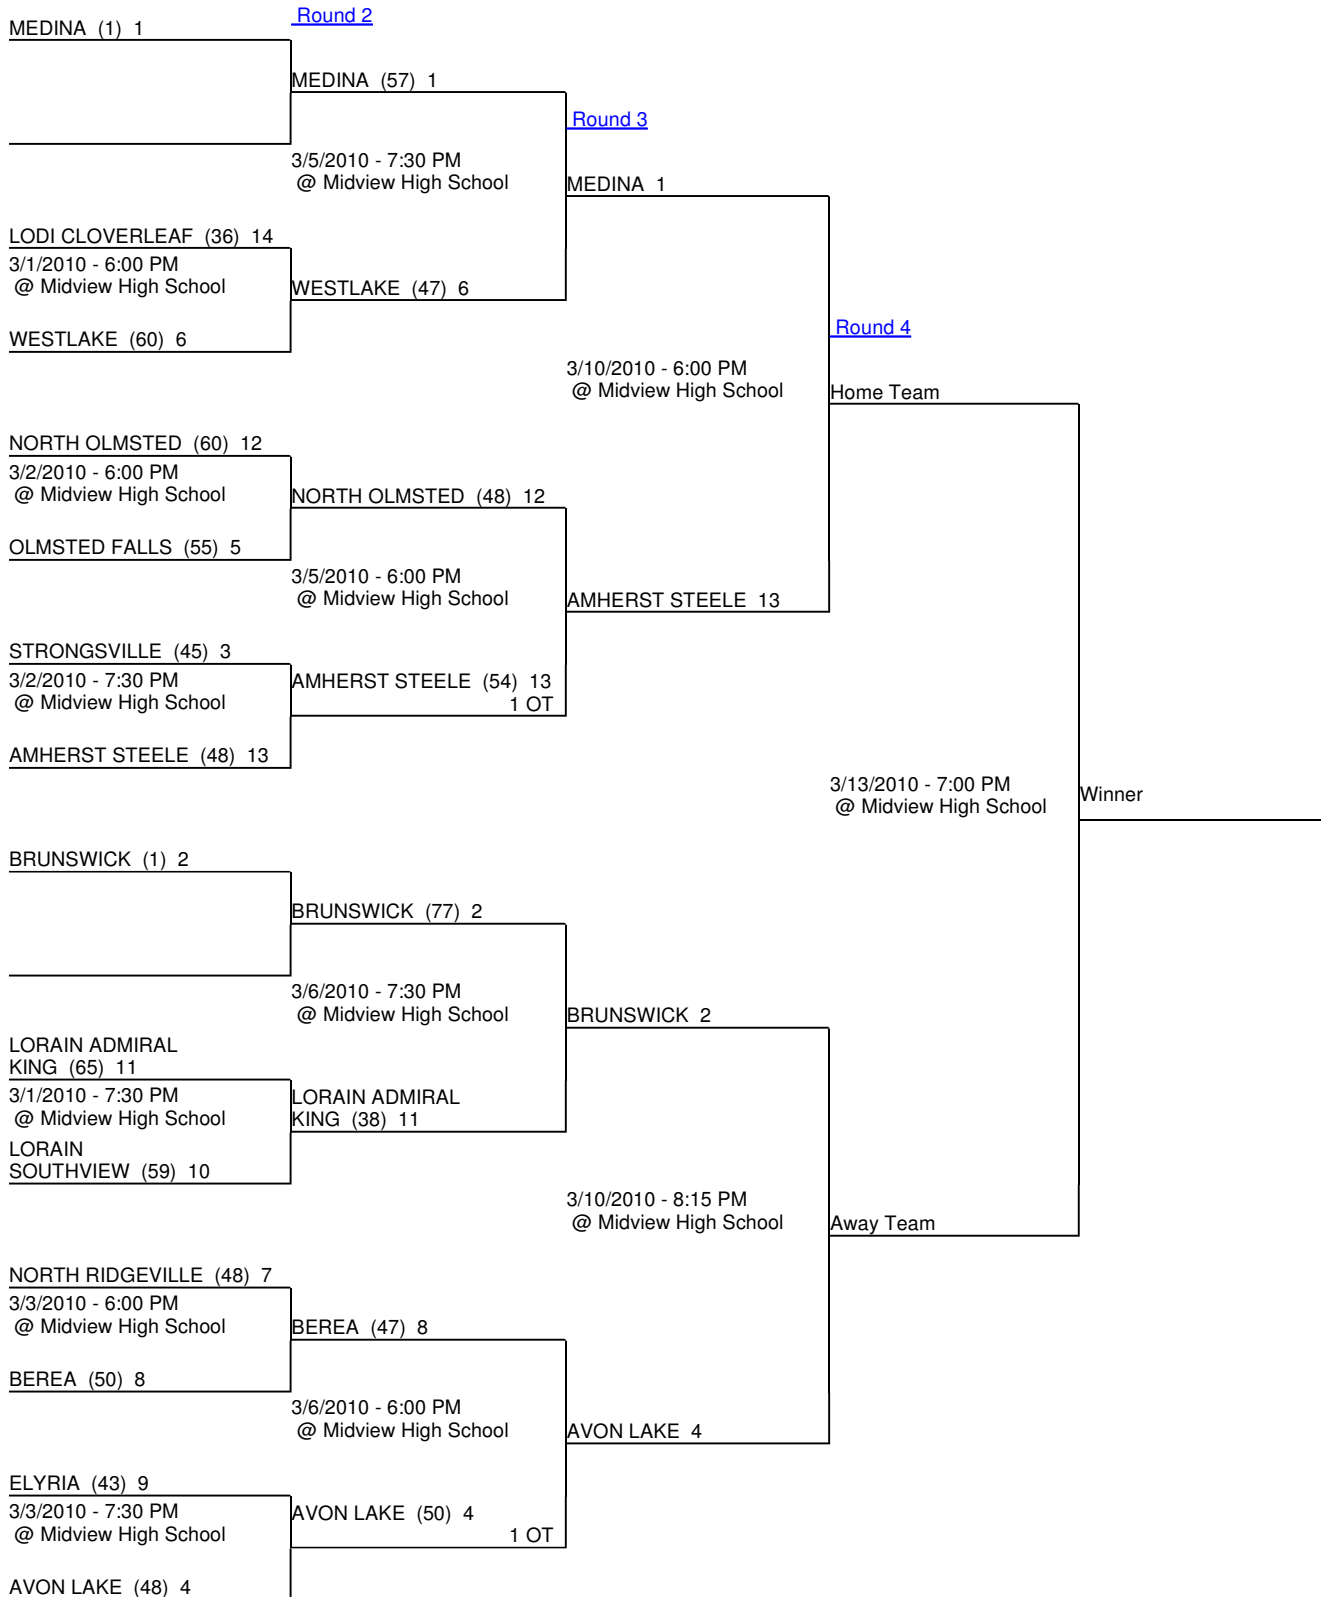 Round 2
MEDINA (1) 1
MEDINA (57) 1
Round 3
3/5/2010 - 7:30 PM
@ Midview High School
MEDINA 1
LODI CLOVERLEAF (36) 14
3/1/2010 - 6:00 PM
@ Midview High School
WESTLAKE (47) 6
WESTLAKE (60) 6
Round 4
3/10/2010 - 6:00 PM
@ Midview High School
Home Team
NORTH OLMSTED (60) 12
3/2/2010 - 6:00 PM
@ Midview High School
NORTH OLMSTED (48) 12
OLMSTED FALLS (55) 5
3/5/2010 - 6:00 PM
@ Midview High School
AMHERST STEELE 13
STRONGSVILLE (45) 3
3/2/2010 - 7:30 PM
@ Midview High School
AMHERST STEELE (54) 13
1 OT
AMHERST STEELE (48) 13
3/13/2010 - 7:00 PM
@ Midview High School
Winner
BRUNSWICK (1) 2
BRUNSWICK (77) 2
3/6/2010 - 7:30 PM
@ Midview High School
BRUNSWICK 2
LORAIN ADMIRAL
KING (65) 11
3/1/2010 - 7:30 PM
@ Midview High School
LORAIN ADMIRAL
KING (38) 11
LORAIN
SOUTHVIEW (59) 10
3/10/2010 - 8:15 PM
@ Midview High School
Away Team
NORTH RIDGEVILLE (48) 7
3/3/2010 - 6:00 PM
@ Midview High School
BEREA (47) 8
BEREA (50) 8
3/6/2010 - 6:00 PM
@ Midview High School
AVON LAKE 4
ELYRIA (43) 9
3/3/2010 - 7:30 PM
@ Midview High School
AVON LAKE (50) 4
1 OT
AVON LAKE (48) 4